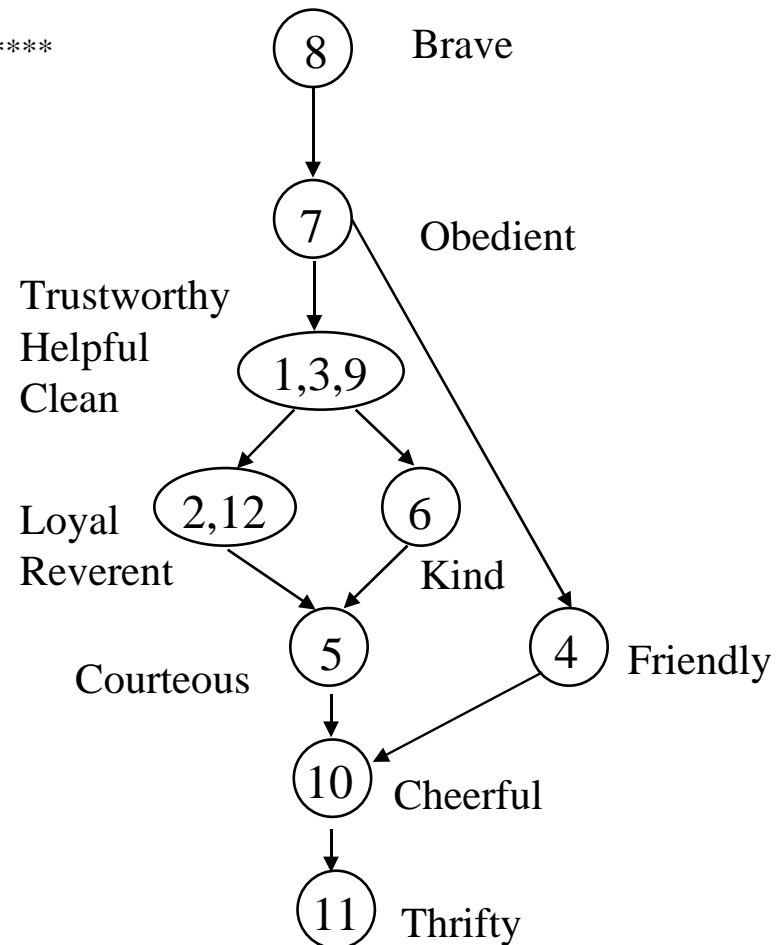 ****
8 Brave
7
Obedient
Trustworthy
Helpful
Clean
1,3,9
2,12
6
Loyal
Reverent
Kind
5
4
Courteous
Friendly
10
Cheerful
11
Thrifty